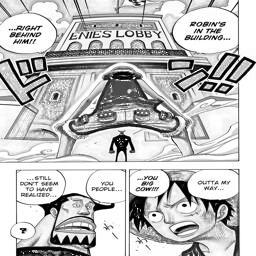 ROBIN'S
IN THE
BUILDING...
...RIGHT
BEHIND
HIM!!
ENIES LOBBY
OUTTA MY
WAY...
...YOU
BIG COW!!!
YOU
PEOPLE...
...STILL
DON'T SEEM
TO HAVE
REALIZED...
?